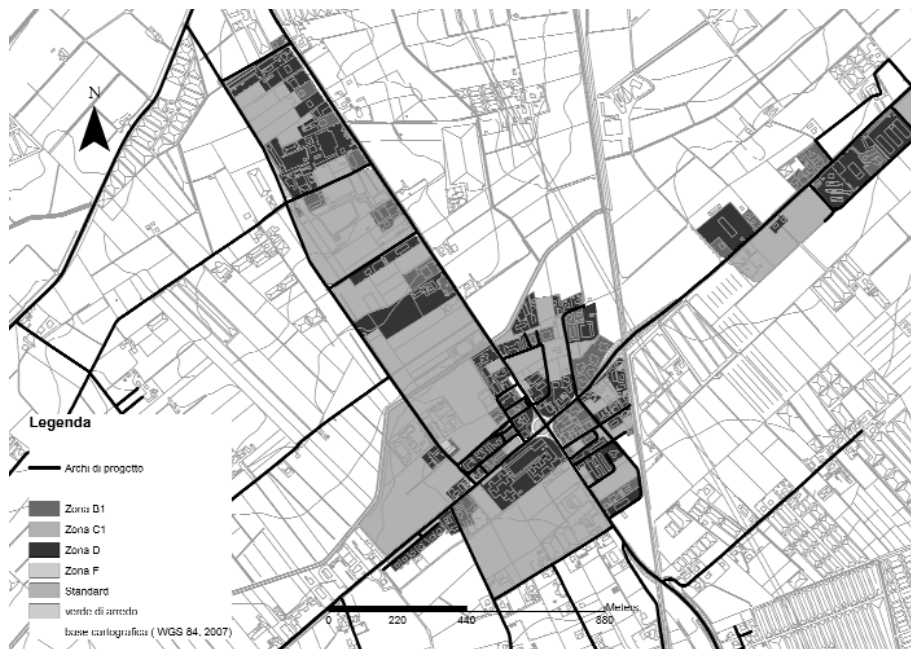 N
Legenda
Archi di progetto
Zona B1
Zona C1
Zona D
Zona F
Standard
verde di arredo
base cartografica ( WGS 84, 2007)
Meters
0 220 440 880